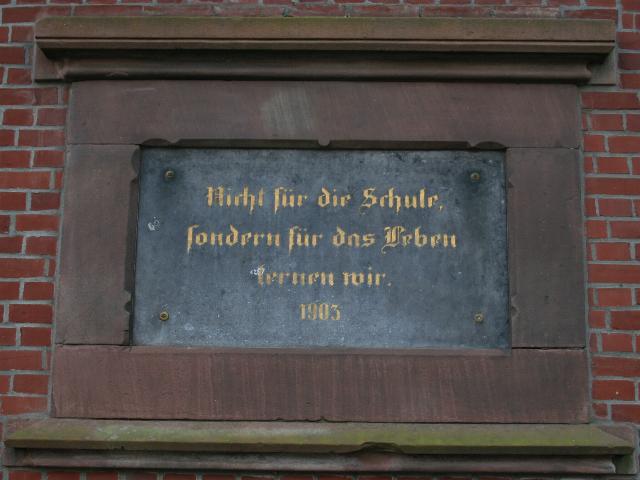 Nicht für die Schule,
sondern für das Leben
lernen wir.
1903